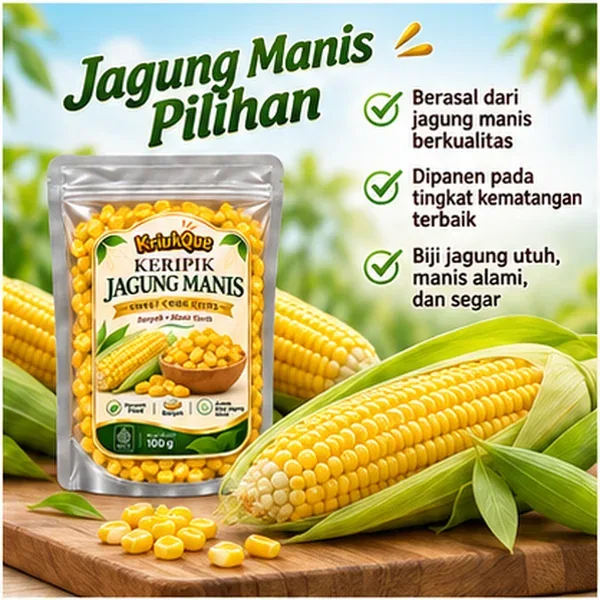 Jagung Manis
Pilihan
Berasal dari
jagung manis
berkualitas
Dipanen pada
tingkat kematangan
terbaik
Biji jagung utuh,
manis alami,
dan segar
KriukQue
KERIPIK
JAGUNG MANIS
100 g